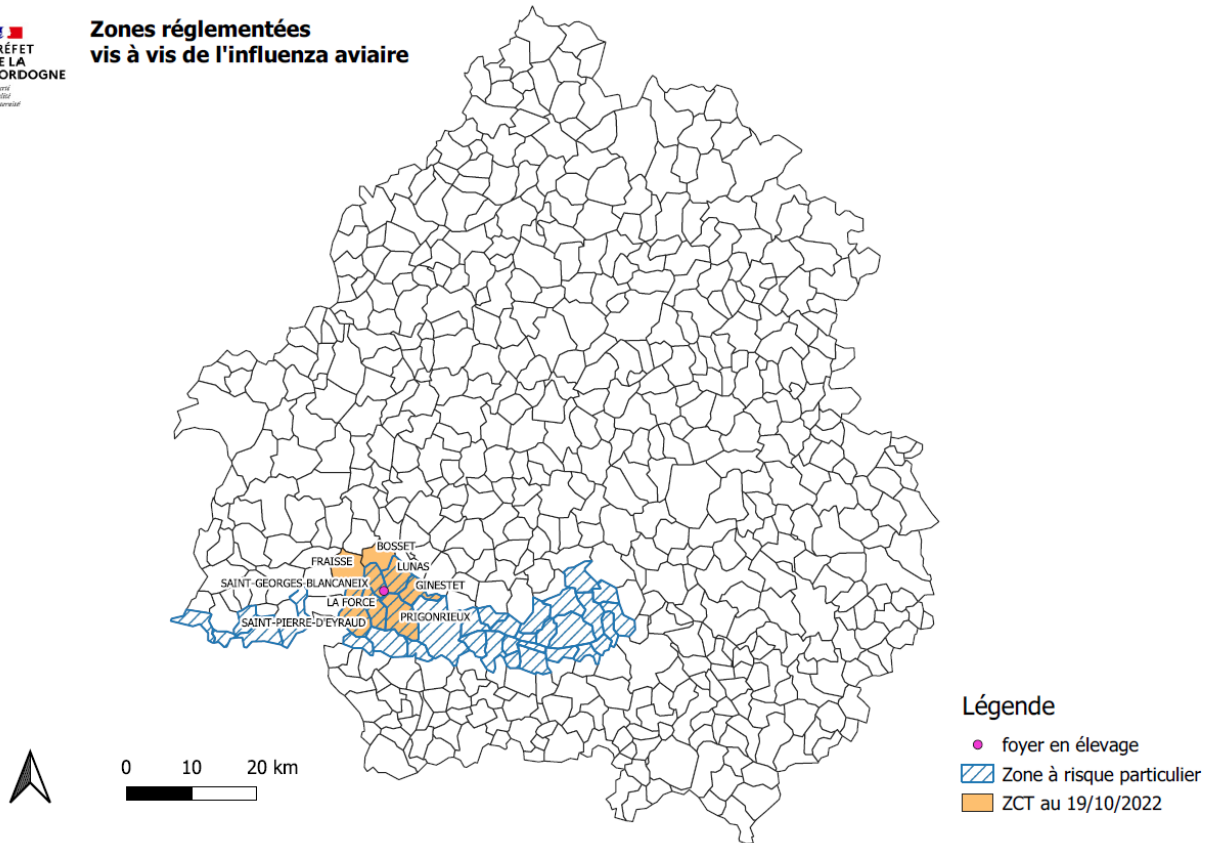 Zones réglementées
vis à vis de l'influenza aviaire
RÉFET
E LA
ORDOGNE
BOSSET
FRAISSE
LUNAS
SAINT-GEORGES-BLANCANEIX
GINESTET
LA FORCE
PRIGONRIEUX
SAINT-PIERRE-D'EYRAUD
Légende
foyer en élevage
Zone à risque particulier
ZCT au 19/10/2022
0 10 20 km